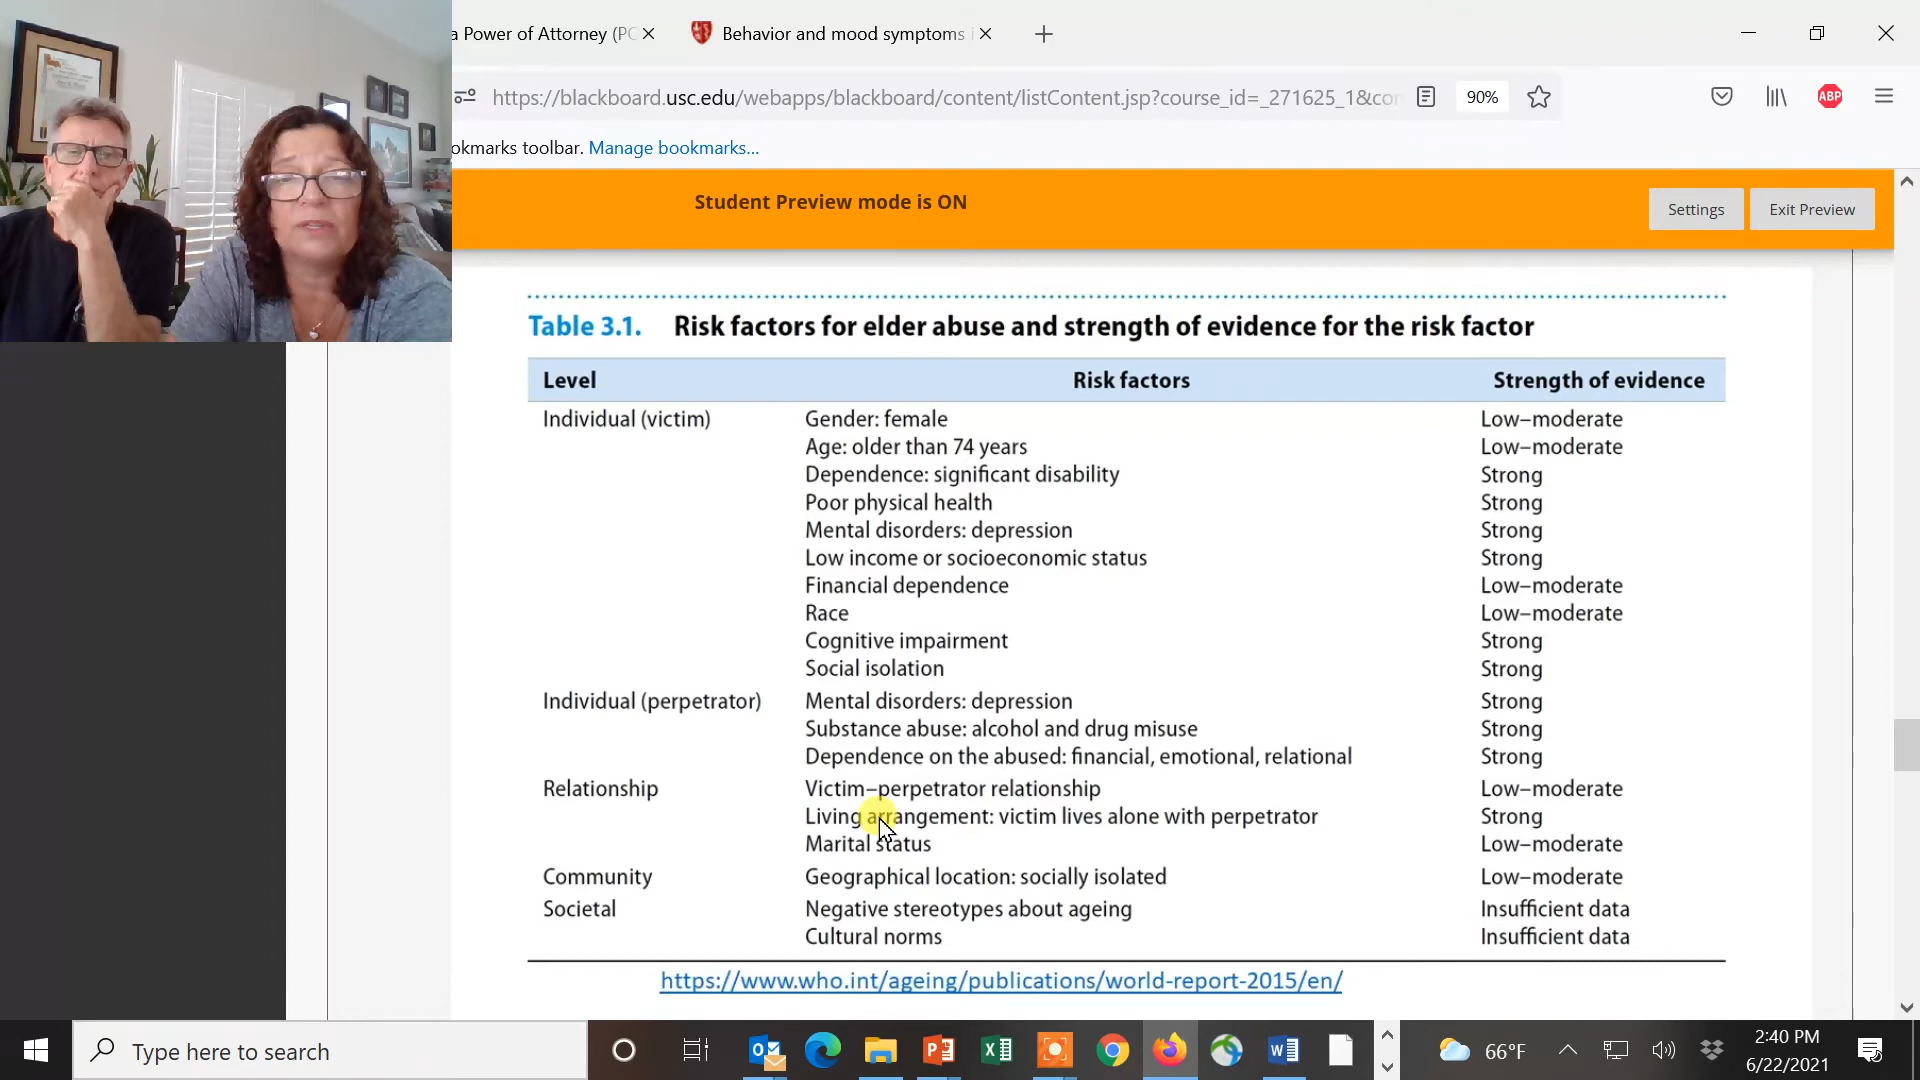 a Power of Attorney (PC
Behavior and mood symptoms i
https://blackboard.usc.edu/webapps/blackboard/content/listContent.jsp?course_id=_271625_1&co
90%
ABP
okmarks toolbar. Manage bookmarks...
Student Preview mode is ON
Settings
Exit Preview
Table 3.1. Risk factors for elder abuse and strength of evidence for the risk factor
Level Risk factors Strength of evidence
Individual (victim) Gender: female Low–moderate
Age: older than 74 years Low–moderate
Dependence: significant disability Strong
Poor physical health Strong
Mental disorders: depression Strong
Low income or socioeconomic status Strong
Financial dependence Low–moderate
Race Low–moderate
Cognitive impairment Strong
Social isolation Strong
Individual (perpetrator) Mental disorders: depression Strong
Substance abuse: alcohol and drug misuse Strong
Dependence on the abused: financial, emotional, relational Strong
Relationship Victim–perpetrator relationship Low–moderate
Living arrangement: victim lives alone with perpetrator Strong
Marital status Low–moderate
Community Geographical location: socially isolated Low–moderate
Societal Negative stereotypes about ageing Insufficient data
Cultural norms Insufficient data
https://www.who.int/ageing/publications/world-report-2015/en/
Type here to search
66°F
2:40 PM
6/22/2021